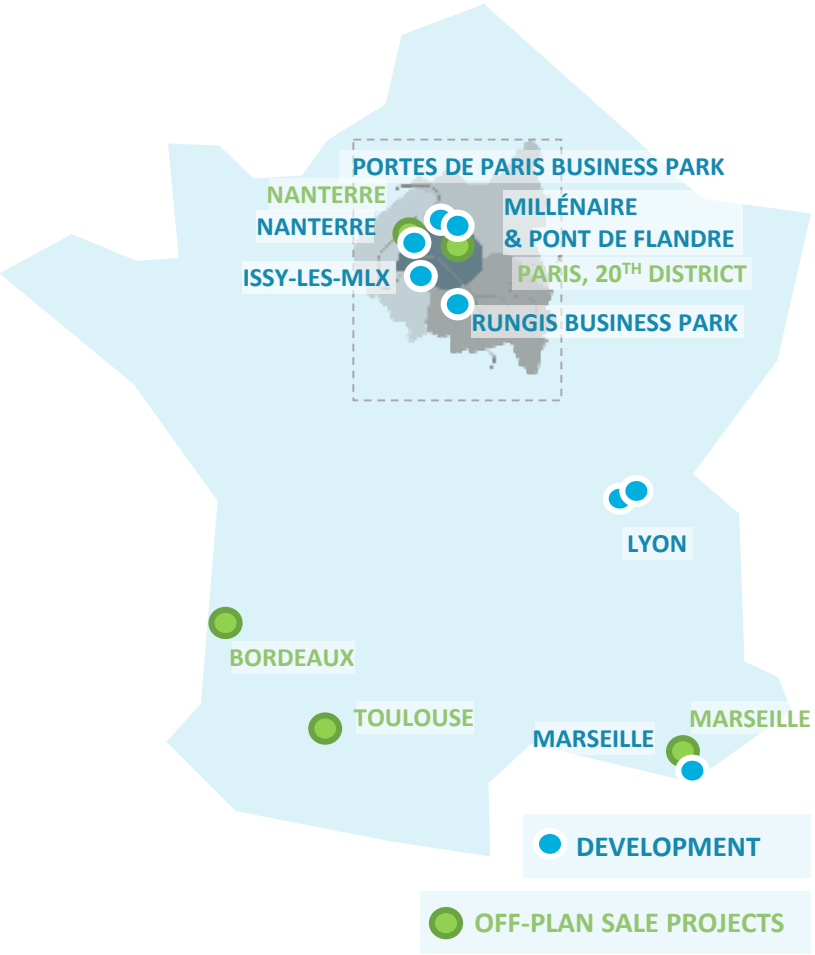 PORTES DE PARIS BUSINESS PARK
NANTERRE
NANTERRE
MILLÉNAIRE
& PONT DE FLANDRE
ISSY-LES-MLX
PARIS, 20TH DISTRICT
RUNGIS BUSINESS PARK
LYON
BORDEAUX
TOULOUSE
MARSEILLE
MARSEILLE
DEVELOPMENT
OFF-PLAN SALE PROJECTS